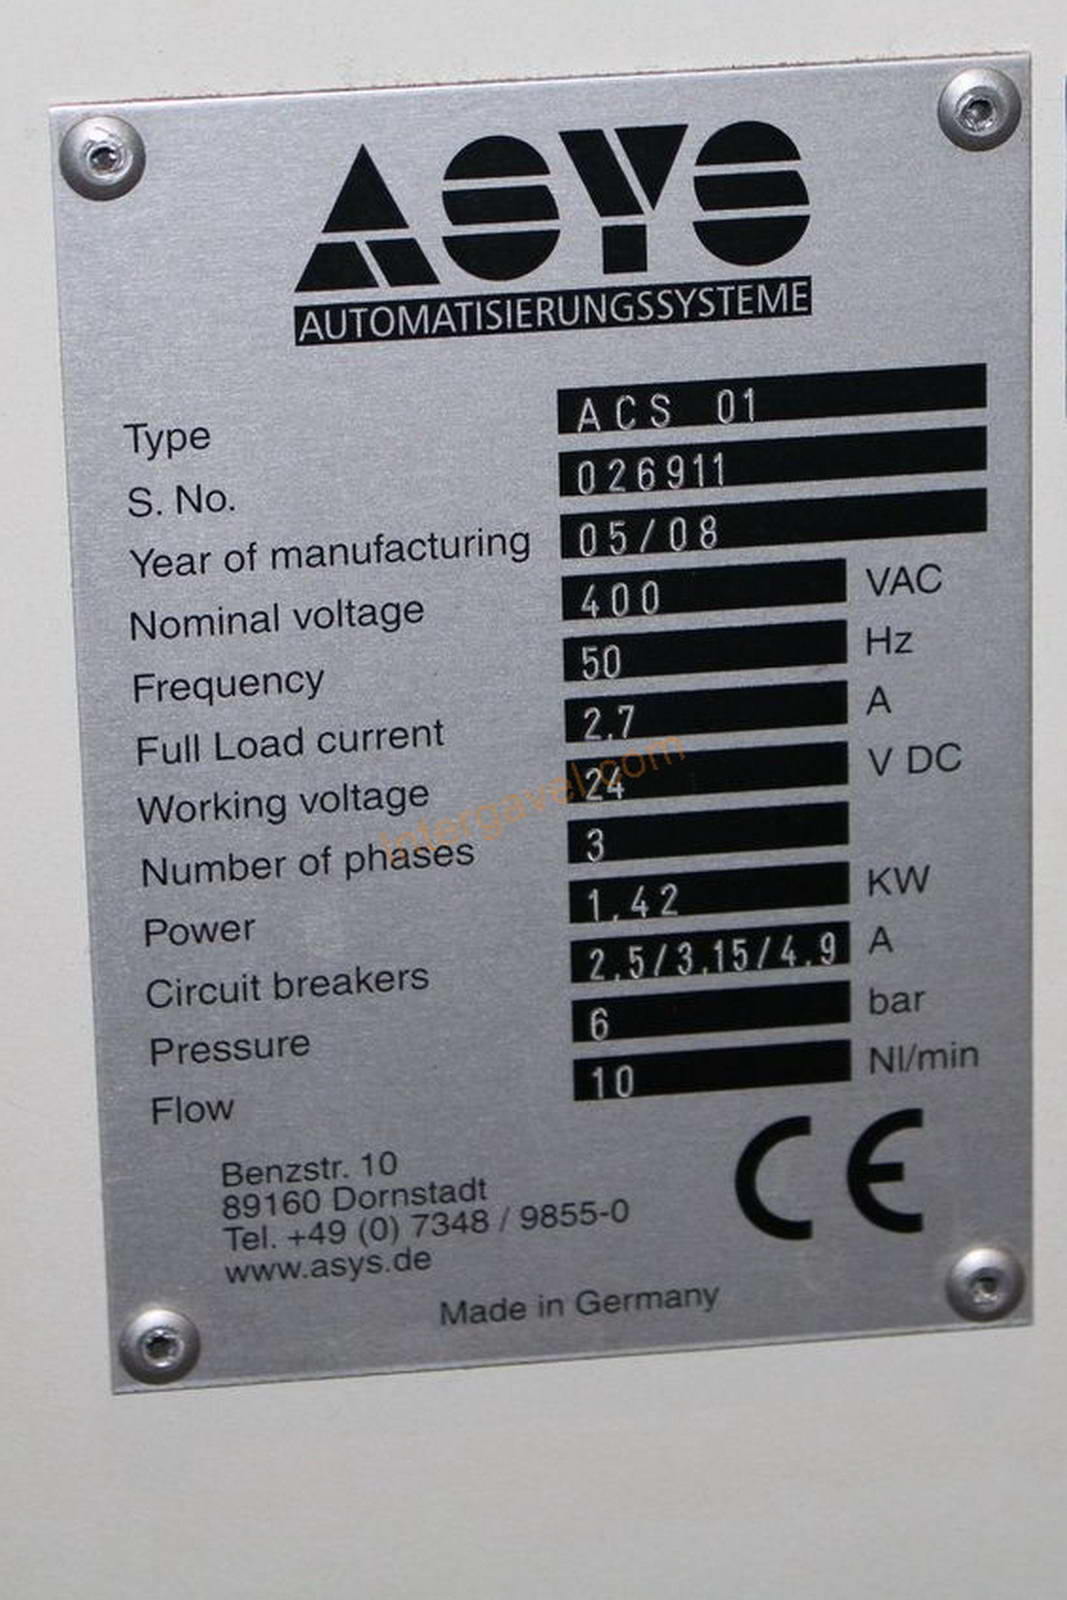 ASYS
AUTOMATISIERUNGSSYSTEME
Type ACS 01
S. No. 026911
Year of manufacturing 05/08
Nominal voltage 400 VAC
Frequency 50 Hz
Full Load current 2,7 A
Working voltage 24 V DC
Number of phases 3
Power 1,42 KW
Circuit breakers 2,5/3,15/4,9 A
Pressure 6 bar
Flow 10 Nl/min
Benzstr. 10
89160 Dornstadt
Tel. +49 (0) 7348 / 9855-0
www.asys.de
CE
Made in Germany
intergavel.com